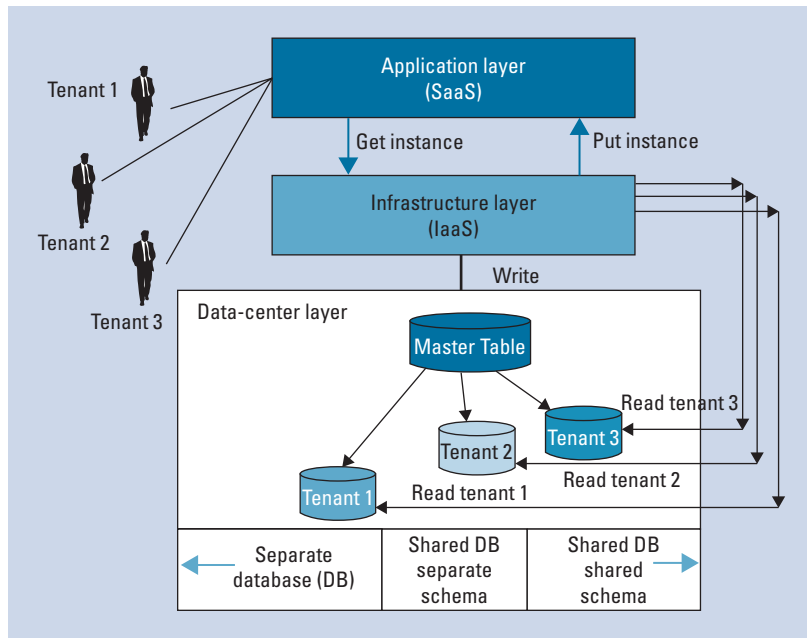 Application layer
(SaaS)
Tenant 1
Get instance
Put instance
Infrastructure layer
(IaaS)
Tenant 2
Write
Tenant 3
Data-center layer
Master Table
Read tenant 3
Tenant 3
Tenant 2
Read tenant 2
Read tenant 1
Tenant 1
Separate
database (DB)
Shared DB
separate
schema
Shared DB
shared
schema